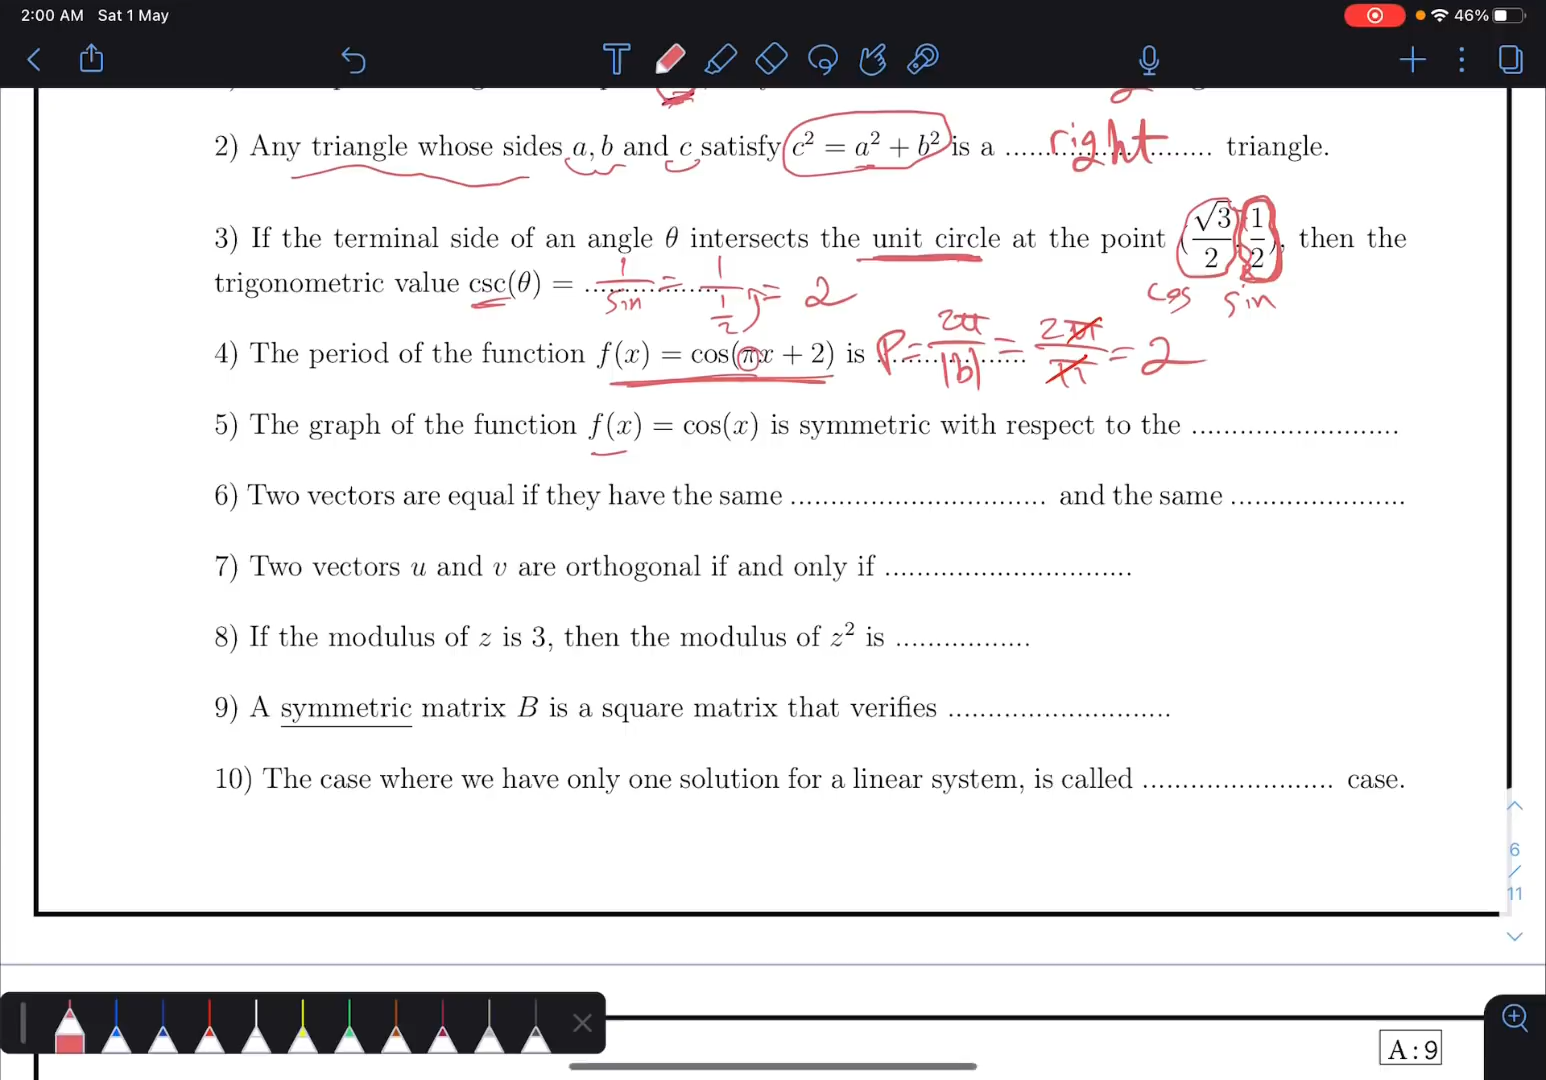 2:00 AM Sat 1 May
46%
2) Any triangle whose sides a, b and c satisfy c² = a² + b² is a ...right... triangle.
3) If the terminal side of an angle θ intersects the unit circle at the point (√3/2, 1/2), then the
cos sin
trigonometric value csc(θ) = 1/sin = 1/(1/2) = 2
4) The period of the function f(x) = cos(πx + 2) is P = 2π/|b| = 2π/π = 2
5) The graph of the function f(x) = cos(x) is symmetric with respect to the ..........................
6) Two vectors are equal if they have the same ................................ and the same ......................
7) Two vectors u and v are orthogonal if and only if ...............................
8) If the modulus of z is 3, then the modulus of z² is .................
9) A symmetric matrix B is a square matrix that verifies ............................
10) The case where we have only one solution for a linear system, is called ........................ case.
6
/
11
A : 9